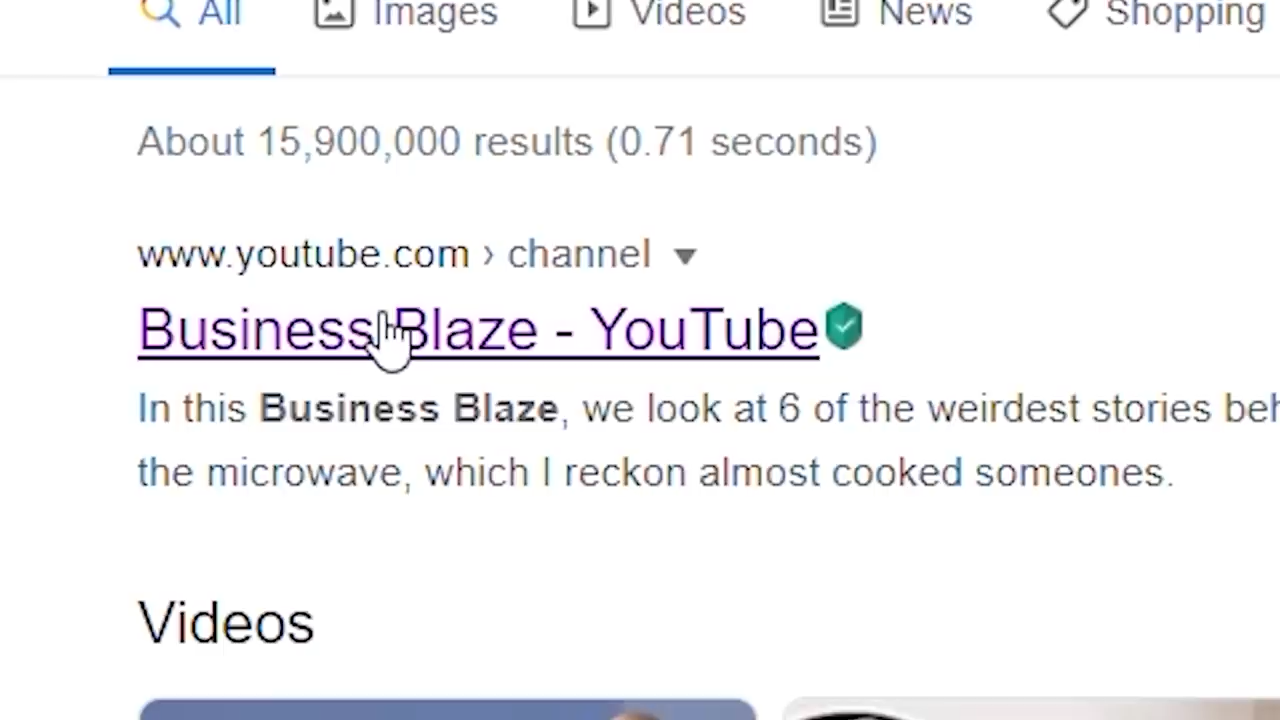 All Images Videos News Shopping
About 15,900,000 results (0.71 seconds)
www.youtube.com › channel
Business Blaze - YouTube
In this Business Blaze, we look at 6 of the weirdest stories beh
the microwave, which I reckon almost cooked someones.
Videos